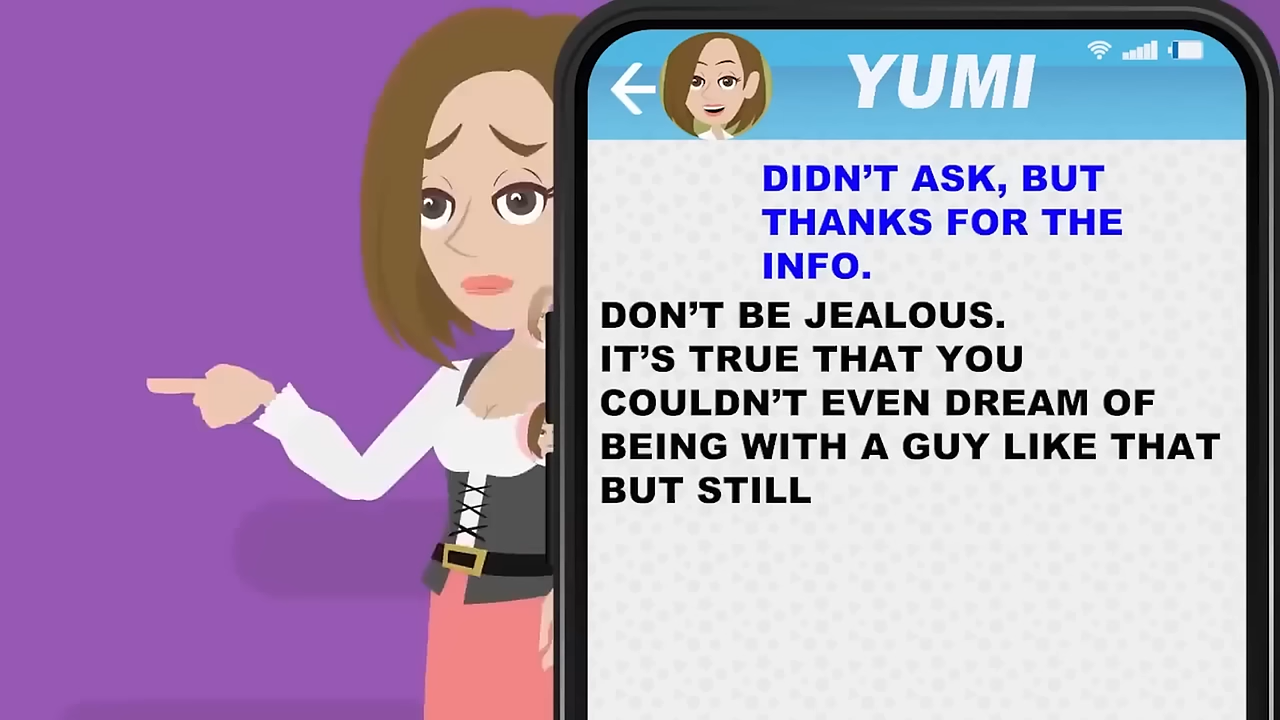 YUMI
DIDN’T ASK, BUT
THANKS FOR THE
INFO.
DON’T BE JEALOUS.
IT’S TRUE THAT YOU
COULDN’T EVEN DREAM OF
BEING WITH A GUY LIKE THAT
BUT STILL